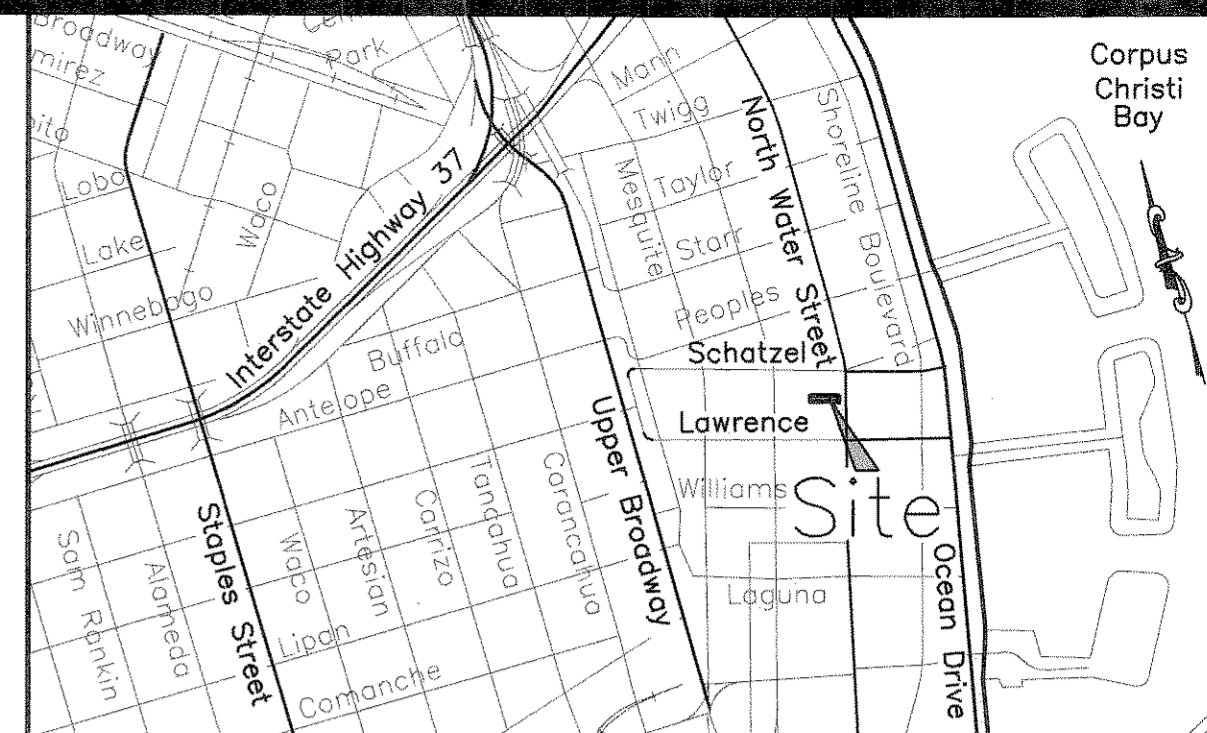 Broadway
Park
Mann
Twigg
Corpus
Christi
Bay
North Water Street
Shoreline Boulevard
Lobo
Waco
Interstate Highway 37
Mesquite
Taylor
Lake
Starr
Winnebago
Peoples
Buffalo
Schatzel
Antelope
Upper Broadway
Lawrence
Williams
Site
Staples Street
Sam Rankin
Alameda
Waco
Artesian
Carrizo
Tancahua
Carancahua
Ocean Drive
Laguna
Lipan
Comanche